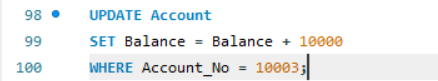 98 UPDATE Account
99 SET Balance = Balance + 10000
100 WHERE Account_No = 10003;